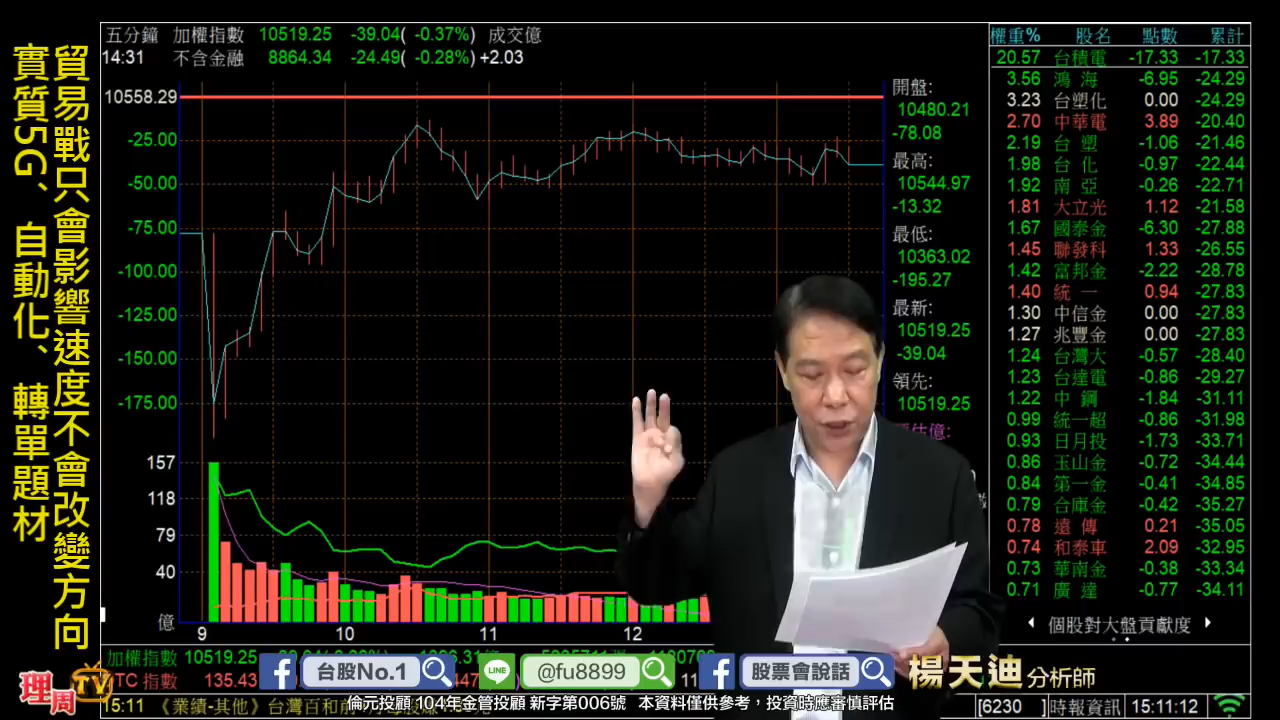 貿易戰只會影響速度不會改變方向
實質5G、自動化、轉單題材
五分鐘 加權指數 10519.25 -39.04( -0.37%) 成交億
14:31 不含金融 8864.34 -24.49( -0.28%) +2.03
10558.29
-25.00
-50.00
-75.00
-100.00
-125.00
-150.00
-175.00
157
118
79
40
億
9 10 11 12
開盤:
10480.21
-78.08
最高:
10544.97
-13.32
最低:
10363.02
-195.27
最新:
10519.25
-39.04
領先:
10519.25
權重% 股名 點數 累計
20.57 台積電 -17.33 -17.33
3.56 鴻海 -6.95 -24.29
3.23 台塑化 0.00 -24.29
2.70 中華電 3.89 -20.40
2.19 台塑 -1.06 -21.46
1.98 台化 -0.97 -22.44
1.92 南亞 -0.26 -22.71
1.81 大立光 1.12 -21.58
1.67 國泰金 -6.30 -27.88
1.45 聯發科 1.33 -26.55
1.42 富邦金 -2.22 -28.78
1.40 統一 0.94 -27.83
1.30 中信金 0.00 -27.83
1.27 兆豐金 0.00 -27.83
1.24 台灣大 -0.57 -28.40
1.23 台達電 -0.86 -29.27
1.22 中鋼 -1.84 -31.11
0.99 統一超 -0.86 -31.98
0.93 日月投 -1.73 -33.71
0.86 玉山金 -0.72 -34.44
0.84 第一金 -0.41 -34.85
0.79 合庫金 -0.42 -35.27
0.78 遠傳 0.21 -35.05
0.74 和泰車 2.09 -32.95
0.73 華南金 -0.38 -33.34
0.71 廣達 -0.77 -34.11
個股對大盤貢獻度
加權指數 10519.25
TC 指數 135.43
台股No.1
LINE
@fu8899
股票會說話
楊天迪 分析師
理周TV
倫元投顧 104年金管投顧 新字第006號 本資料僅供參考，投資時應審慎評估
15:11 《業績-其他》台灣百和前
[6230 ]時報資訊 15:11:12